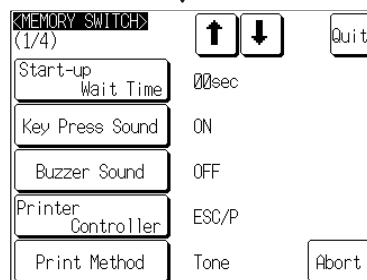 <MEMORY SWITCH>
(1/4)
Quit
Start-up
Wait Time
00sec
Key Press Sound
ON
Buzzer Sound
OFF
Printer
Controller
ESC/P
Print Method
Tone
Abort